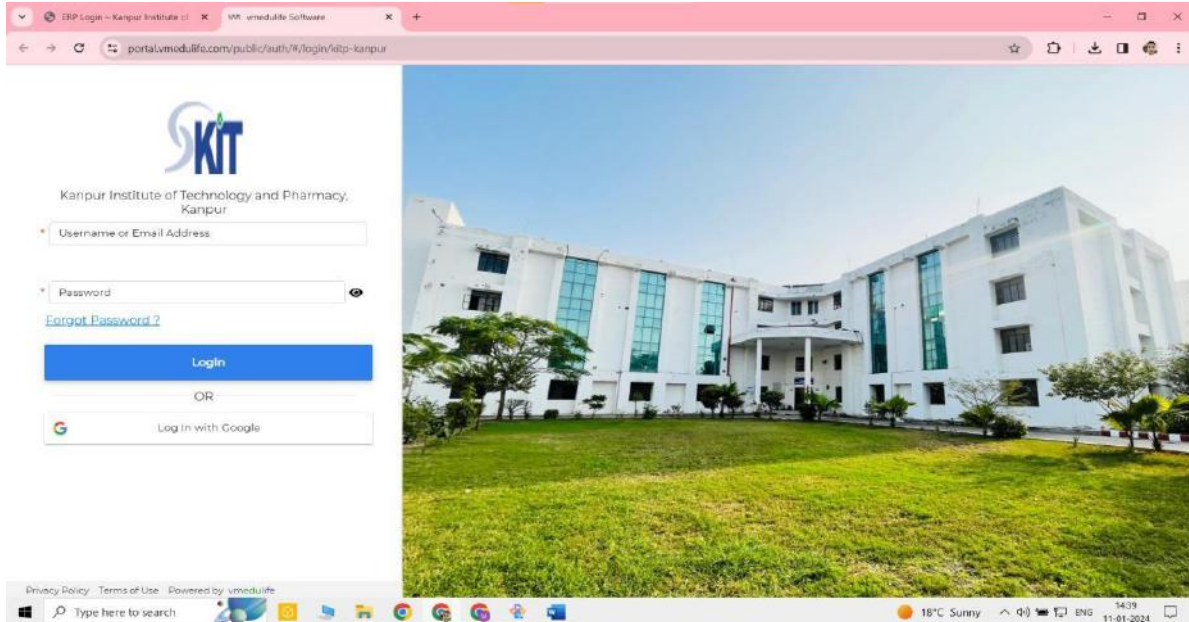 ERP Login – Kanpur Institute of
vmedulife Software
portal.vmedulife.com/public/auth/#/login/kitp-kanpur
SKIT
Kanpur Institute of Technology and Pharmacy,
Kanpur
* Username or Email Address
* Password
Forgot Password ?
Login
OR
G Log In with Google
Privacy Policy Terms of Use Powered by vmedulife
Type here to search
18°C Sunny
ENG
14:39
11-01-2024